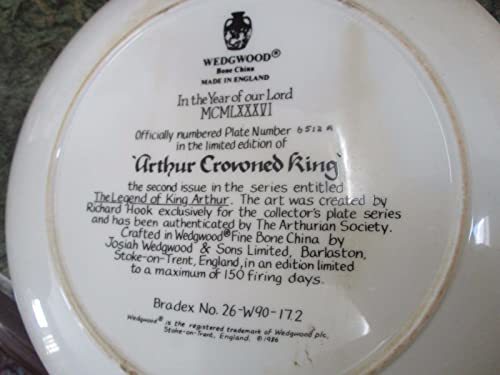 WEDGWOOD®
Bone China
MADE IN ENGLAND
In the Year of our Lord
MCMLXXXVI
Officially numbered Plate Number 6512A
in the limited edition of
"Arthur Crowned King"
the second issue in the series entitled
The Legend of King Arthur. The art was created by
Richard Hook exclusively for the collector's plate series
and has been authenticated by The Arthurian Society.
Crafted in Wedgwood® Fine Bone China by
Josiah Wedgwood & Sons Limited, Barlaston,
Stoke-on-Trent, England, in an edition limited
to a maximum of 150 firing days.
Bradex No. 26-W90-17.2
Wedgwood® is the registered trademark of Wedgwood plc,
Stoke-on-Trent, England. ©1986